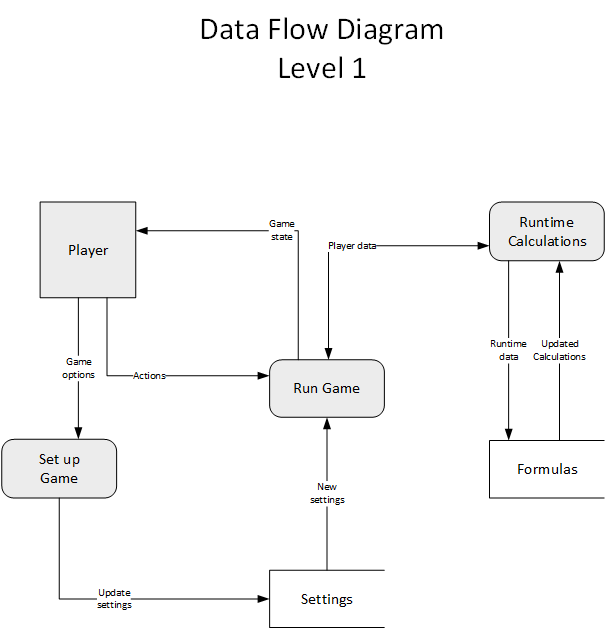 Data Flow Diagram
Level 1
Player
Game
state
Player data
Runtime
Calculations
Game
options
Actions
Run Game
Runtime
data
Updated
Calculations
Set up
Game
Formulas
New
settings
Update
settings
Settings